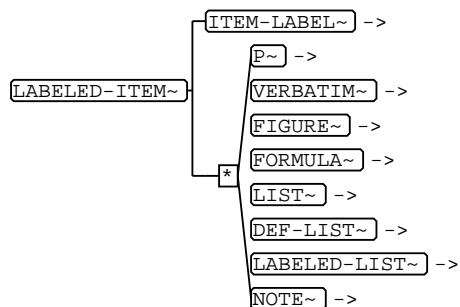 ITEM-LABEL~ ->
P~ ->
LABELED-ITEM~
VERBATIM~ ->
FIGURE~ ->
FORMULA~ ->
*
LIST~ ->
DEF-LIST~ ->
LABELED-LIST~ ->
NOTE~ ->